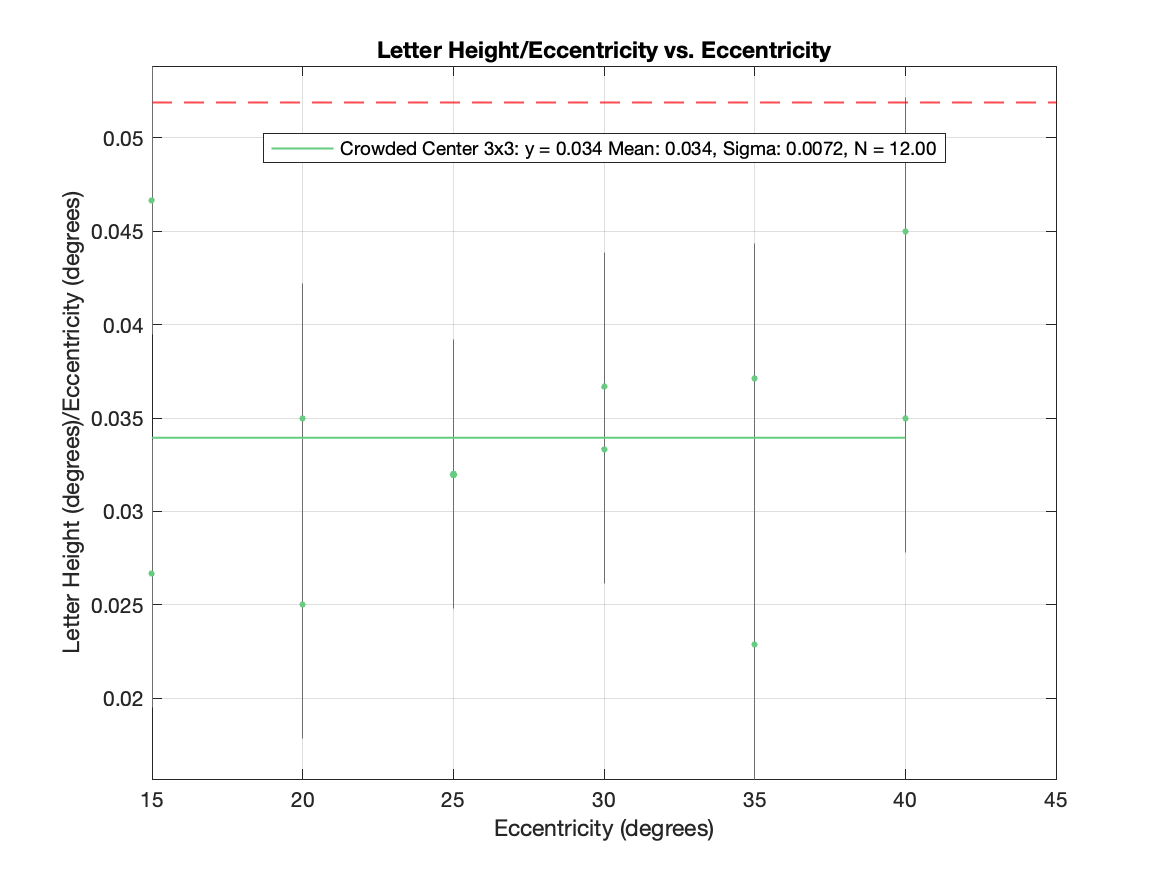 Letter Height/Eccentricity vs. Eccentricity
Crowded Center 3x3: y = 0.034 Mean: 0.034, Sigma: 0.0072, N = 12.00
Letter Height (degrees)/Eccentricity (degrees)
0.05
0.045
0.04
0.035
0.03
0.025
0.02
15 20 25 30 35 40 45
Eccentricity (degrees)